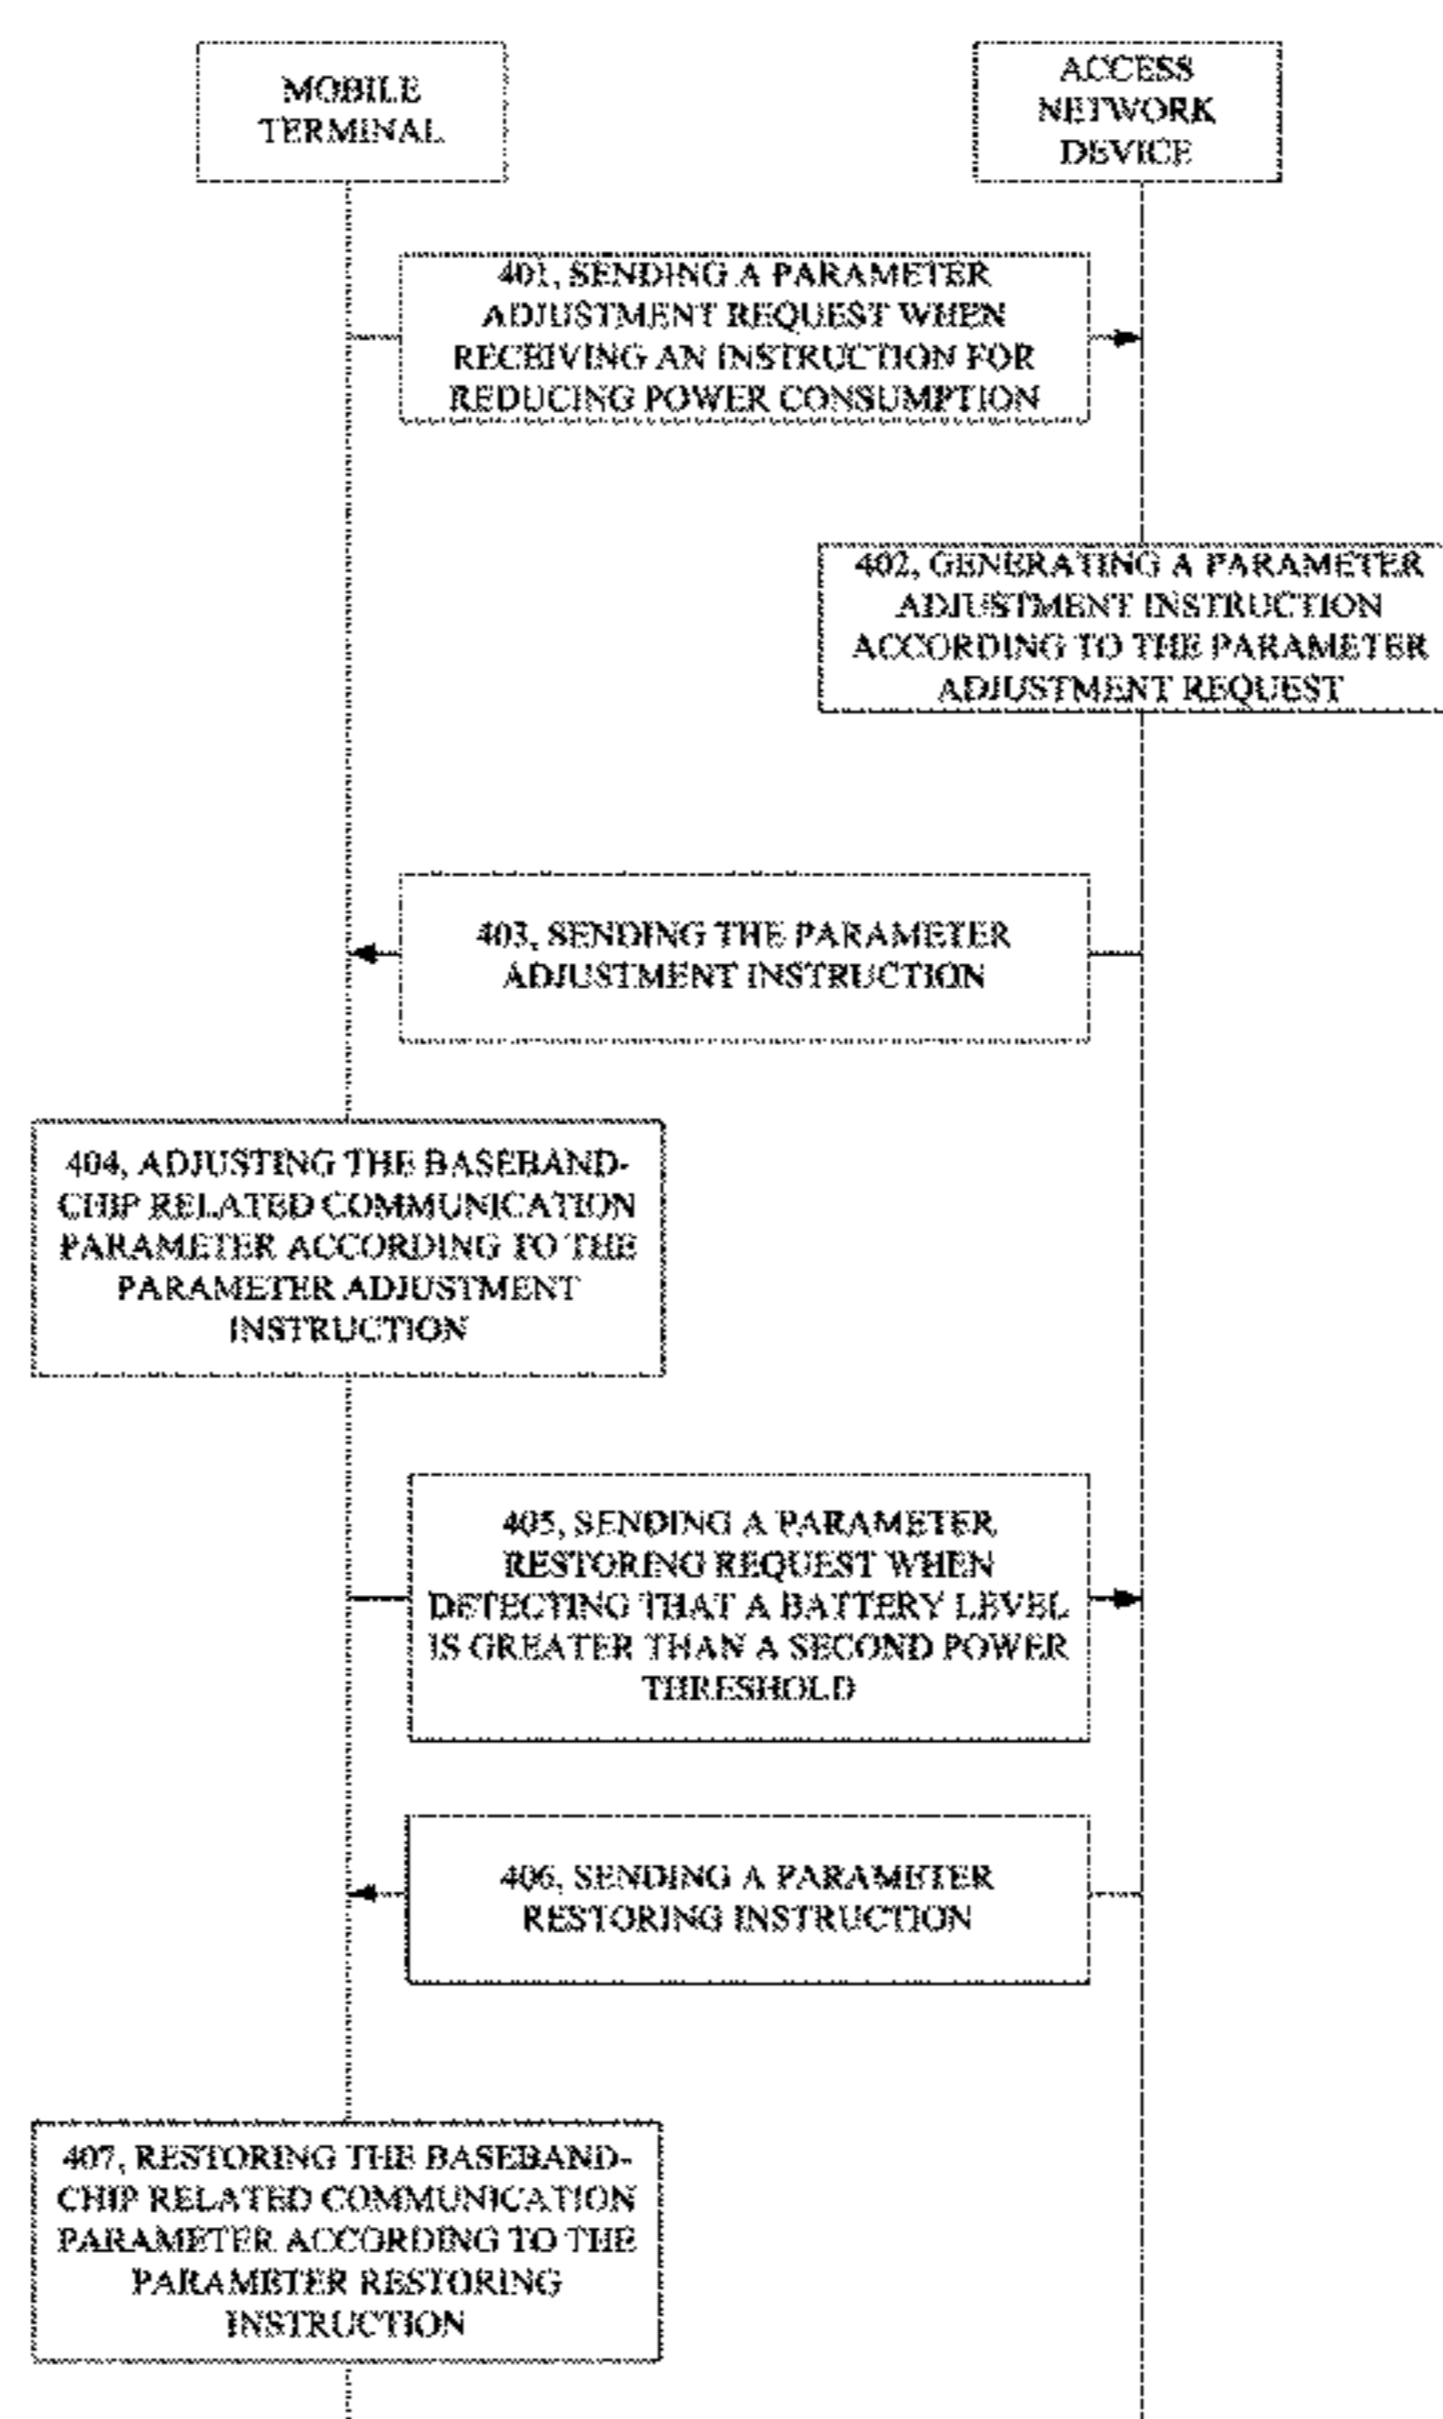 MOBILE
TERMINAL
ACCESS
NETWORK
DEVICE
401, SENDING A PARAMETER
ADJUSTMENT REQUEST WHEN
RECEIVING AN INSTRUCTION FOR
REDUCING POWER CONSUMPTION
402, GENERATING A PARAMETER
ADJUSTMENT INSTRUCTION
ACCORDING TO THE PARAMETER
ADJUSTMENT REQUEST
403, SENDING THE PARAMETER
ADJUSTMENT INSTRUCTION
404, ADJUSTING THE BASEBAND-
CHIP RELATED COMMUNICATION
PARAMETER ACCORDING TO THE
PARAMETER ADJUSTMENT
INSTRUCTION
405, SENDING A PARAMETER
RESTORING REQUEST WHEN
DETECTING THAT A BATTERY LEVEL
IS GREATER THAN A SECOND POWER
THRESHOLD
406, SENDING A PARAMETER
RESTORING INSTRUCTION
407, RESTORING THE BASEBAND-
CHIP RELATED COMMUNICATION
PARAMETER ACCORDING TO THE
PARAMETER RESTORING
INSTRUCTION